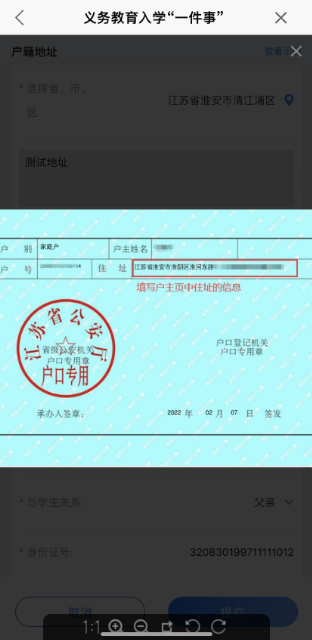 义务教育入学“一件事”
户籍地址
* 选择省、市、
区
江苏省淮安市清江浦区
测试地址
户 别 家庭户 户主姓名
户 号 住 址 江苏省淮安市淮阴区淮河东路
填写户主页中住址的信息
江苏省公安厅
省级公安机关
户口专用章
户口专用
户口登记机关
户口专用章
承办人签章：
2022 年 02 月 07 日 签发
* 与学生关系: 父亲
* 身份证号: 320830199711111012
取消 提交
1:1